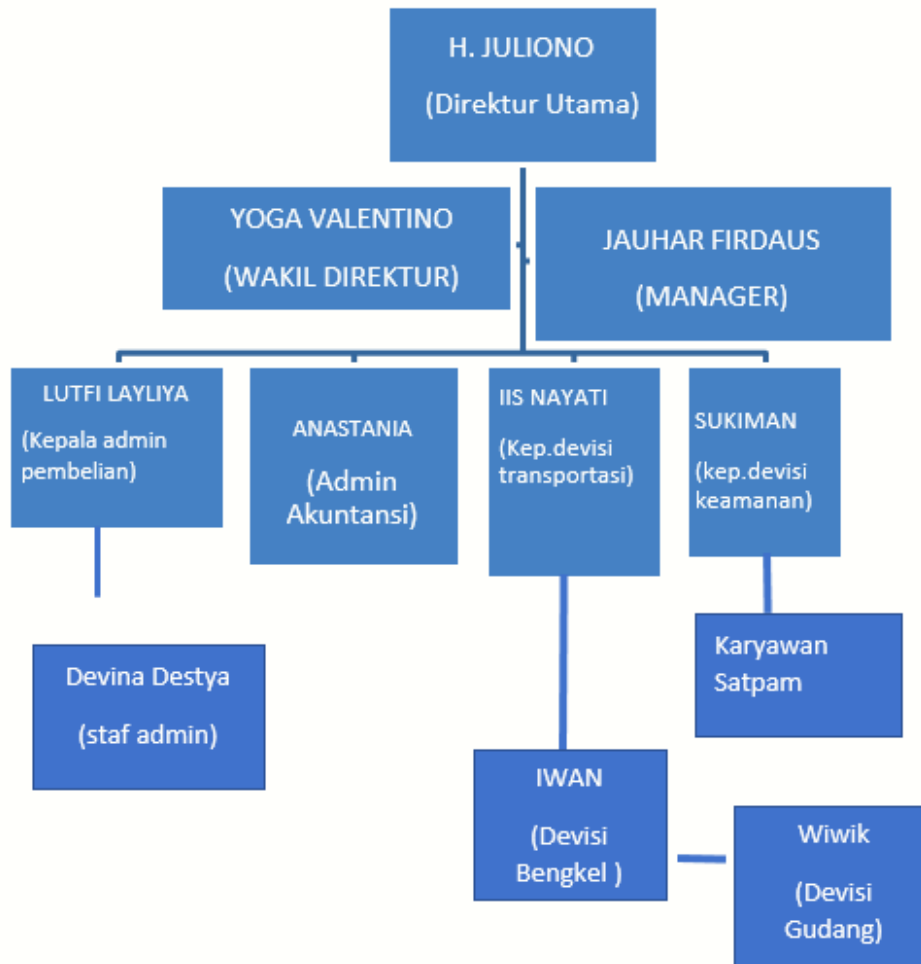 H. JULIONO
(Direktur Utama)
YOGA VALENTINO
(WAKIL DIREKTUR)
JAUHAR FIRDAUS
(MANAGER)
LUTFI LAYLIYA
(Kepala admin
pembelian)
ANASTANIA
(Admin
Akuntansi)
IIS NAYATI
(Kep.devisi
transportasi)
SUKIMAN
(kep.devisi
keamanan)
Devina Destya
(staf admin)
Karyawan
Satpam
IWAN
(Devisi
Bengkel )
Wiwik
(Devisi
Gudang)